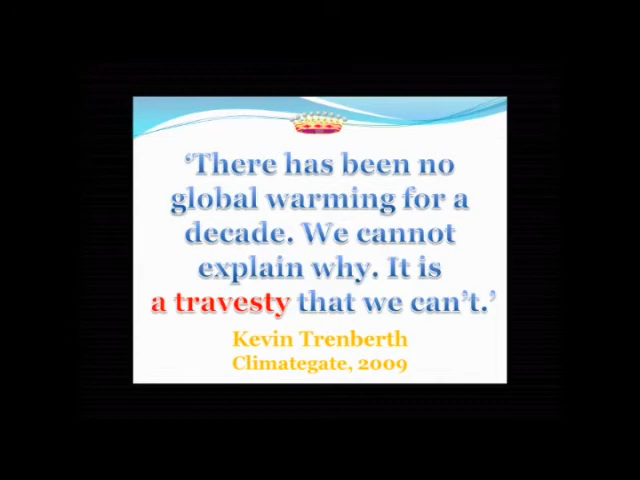 ‘There has been no
global warming for a
decade. We cannot
explain why. It is
a travesty that we can’t.’
Kevin Trenberth
Climategate, 2009